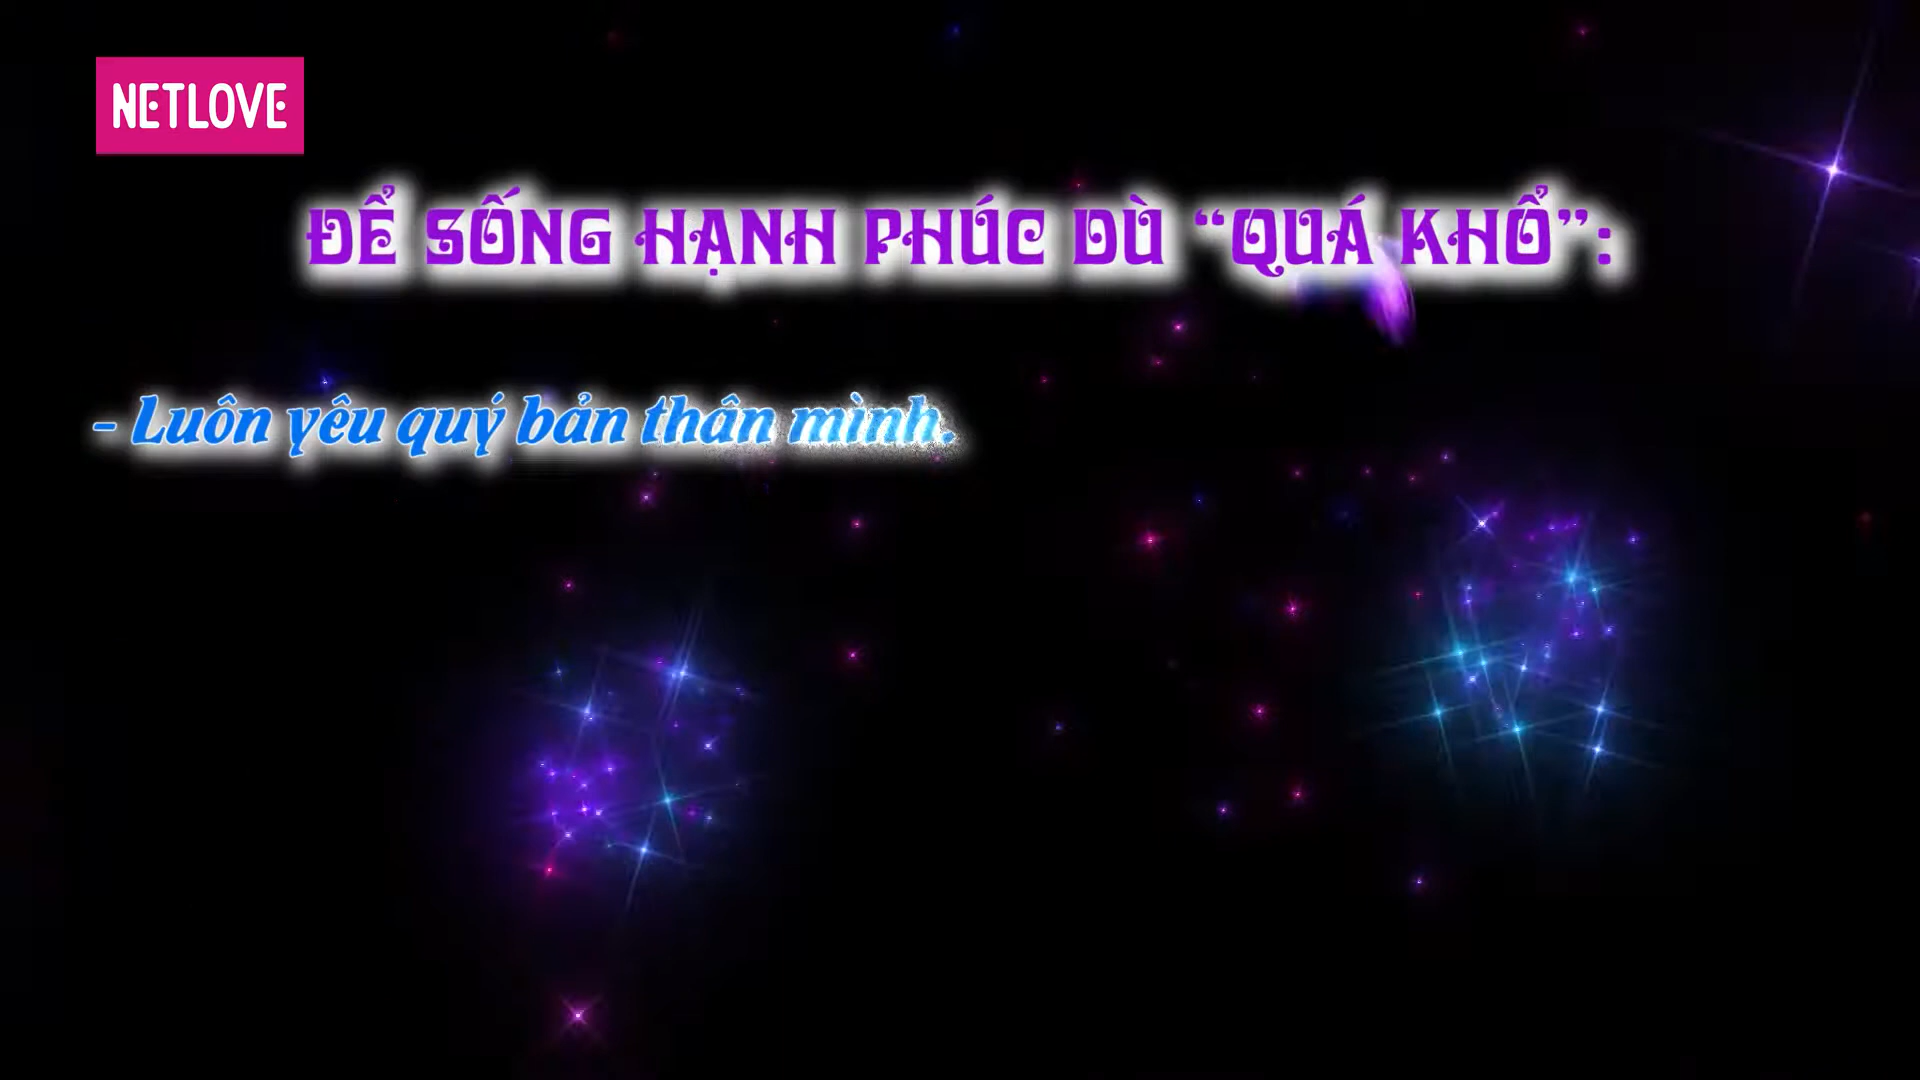 NETLOVE
ĐỂ SỐNG HẠNH PHÚC DÙ “QUÁ KHỔ”:
- Luôn yêu quý bản thân mình.